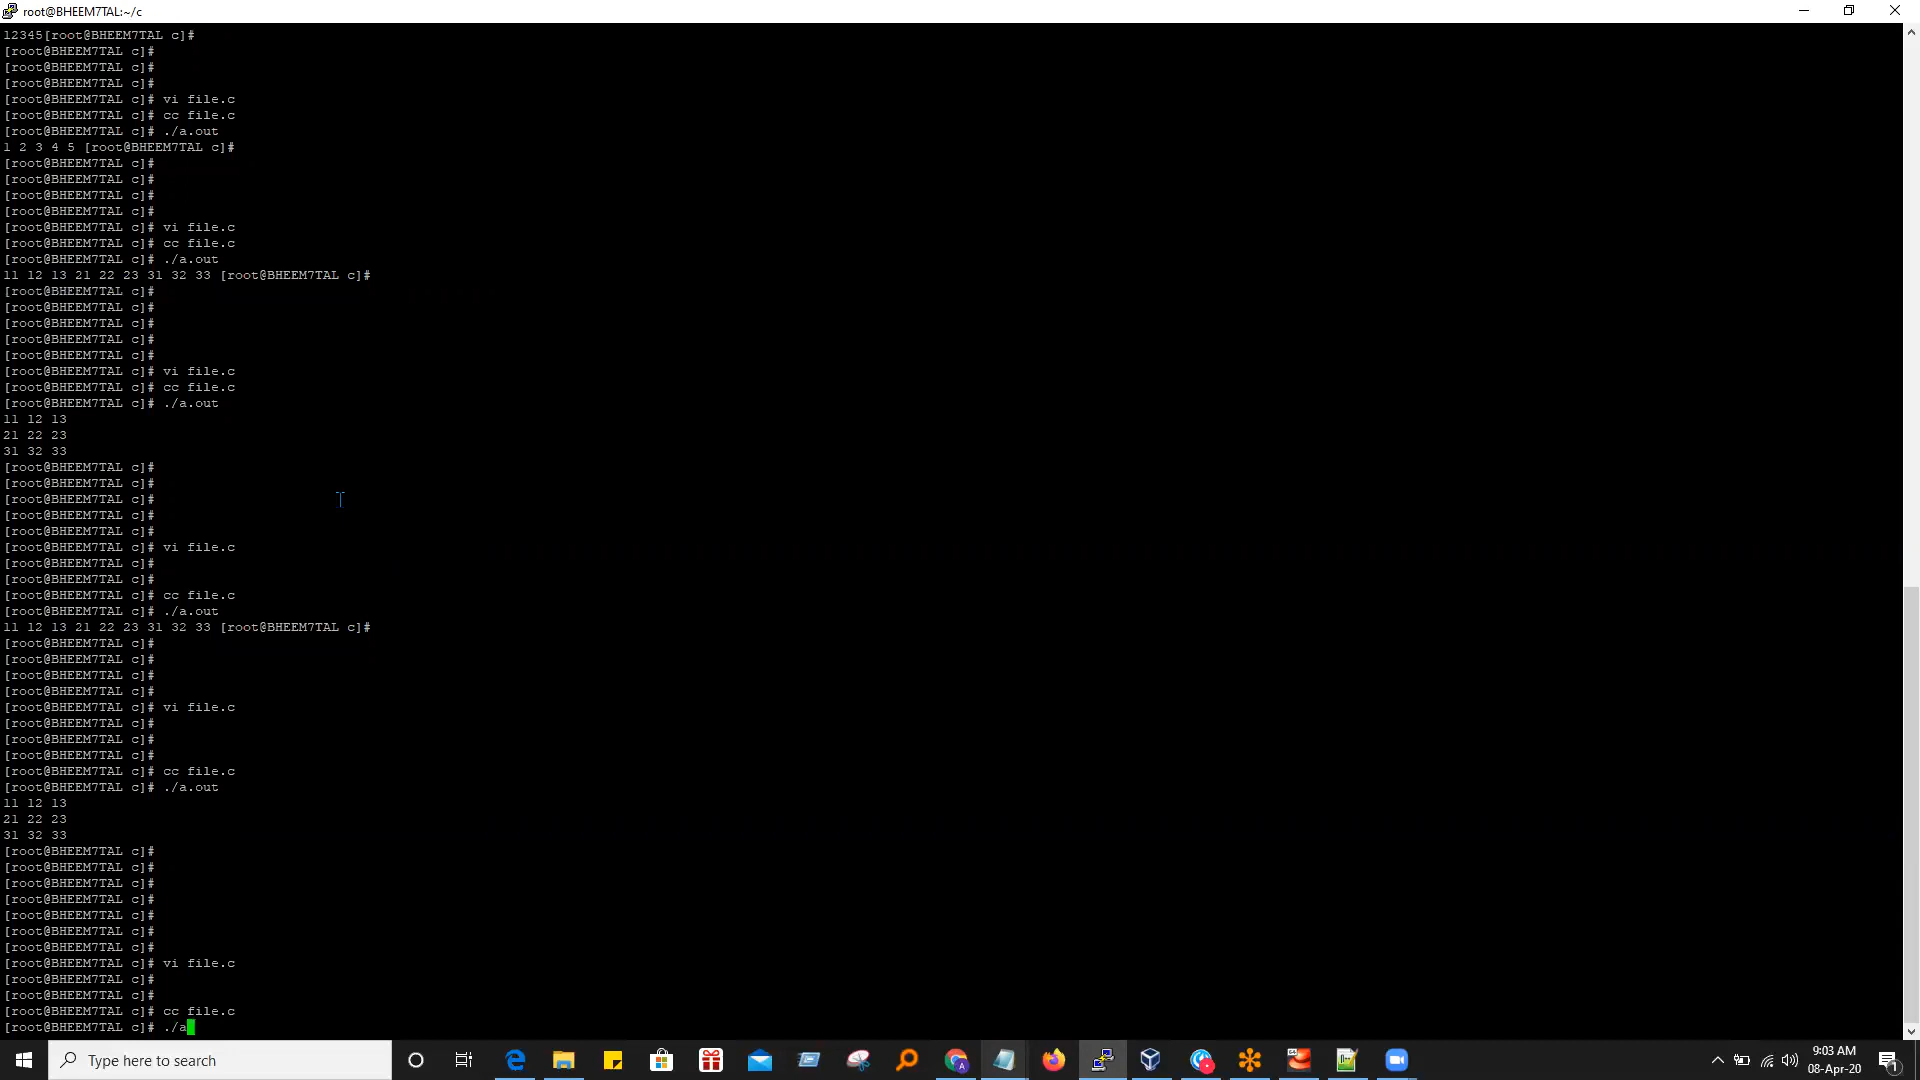 root@BHEEM7TAL:~/c
12345[root@BHEEM7TAL c]#
[root@BHEEM7TAL c]#
[root@BHEEM7TAL c]#
[root@BHEEM7TAL c]#
[root@BHEEM7TAL c]# vi file.c
[root@BHEEM7TAL c]# cc file.c
[root@BHEEM7TAL c]# ./a.out
1 2 3 4 5 [root@BHEEM7TAL c]#
[root@BHEEM7TAL c]#
[root@BHEEM7TAL c]#
[root@BHEEM7TAL c]#
[root@BHEEM7TAL c]#
[root@BHEEM7TAL c]# vi file.c
[root@BHEEM7TAL c]# cc file.c
[root@BHEEM7TAL c]# ./a.out
11 12 13 21 22 23 31 32 33 [root@BHEEM7TAL c]#
[root@BHEEM7TAL c]#
[root@BHEEM7TAL c]#
[root@BHEEM7TAL c]#
[root@BHEEM7TAL c]#
[root@BHEEM7TAL c]#
[root@BHEEM7TAL c]# vi file.c
[root@BHEEM7TAL c]# cc file.c
[root@BHEEM7TAL c]# ./a.out
11 12 13
21 22 23
31 32 33
[root@BHEEM7TAL c]#
[root@BHEEM7TAL c]#
[root@BHEEM7TAL c]#
[root@BHEEM7TAL c]#
[root@BHEEM7TAL c]#
[root@BHEEM7TAL c]# vi file.c
[root@BHEEM7TAL c]#
[root@BHEEM7TAL c]#
[root@BHEEM7TAL c]# cc file.c
[root@BHEEM7TAL c]# ./a.out
11 12 13 21 22 23 31 32 33 [root@BHEEM7TAL c]#
[root@BHEEM7TAL c]#
[root@BHEEM7TAL c]#
[root@BHEEM7TAL c]#
[root@BHEEM7TAL c]#
[root@BHEEM7TAL c]# vi file.c
[root@BHEEM7TAL c]#
[root@BHEEM7TAL c]#
[root@BHEEM7TAL c]#
[root@BHEEM7TAL c]# cc file.c
[root@BHEEM7TAL c]# ./a.out
11 12 13
21 22 23
31 32 33
[root@BHEEM7TAL c]#
[root@BHEEM7TAL c]#
[root@BHEEM7TAL c]#
[root@BHEEM7TAL c]#
[root@BHEEM7TAL c]#
[root@BHEEM7TAL c]#
[root@BHEEM7TAL c]#
[root@BHEEM7TAL c]# vi file.c
[root@BHEEM7TAL c]#
[root@BHEEM7TAL c]#
[root@BHEEM7TAL c]# cc file.c
[root@BHEEM7TAL c]# ./a
Type here to search
9:03 AM
08-Apr-20
1